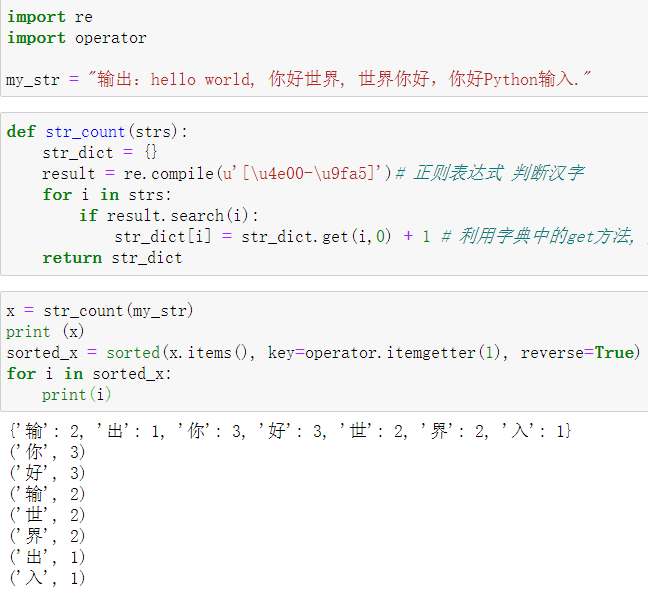 import re
import operator
my_str = "输出：hello world, 你好世界, 世界你好，你好Python输入."
def str_count(strs):
    str_dict = {}
    result = re.compile(u'[\u4e00-\u9fa5]')# 正则表达式 判断汉字
    for i in strs:
        if result.search(i):
            str_dict[i] = str_dict.get(i,0) + 1 # 利用字典中的get方法,
    return str_dict
x = str_count(my_str)
print (x)
sorted_x = sorted(x.items(), key=operator.itemgetter(1), reverse=True)
for i in sorted_x:
    print(i)
{'输': 2, '出': 1, '你': 3, '好': 3, '世': 2, '界': 2, '入': 1}
('你', 3)
('好', 3)
('输', 2)
('世', 2)
('界', 2)
('出', 1)
('入', 1)